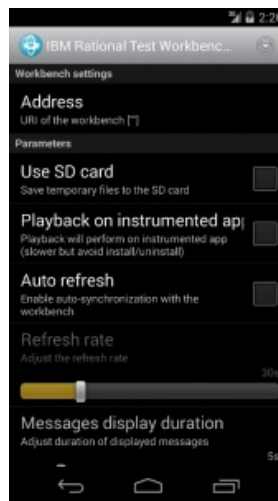 2:20
IBM Rational Test Workbenc...
Workbench settings
Address
URI of the workbench [""]
Parameters
Use SD card
Save temporary files to the SD card
Playback on instrumented app
Playback will perform on instrumented app
(slower but avoid install/uninstall)
Auto refresh
Enable auto-synchronization with the
workbench
Refresh rate
Adjust the refresh rate
30s
Messages display duration
Adjust duration of displayed messages
5s